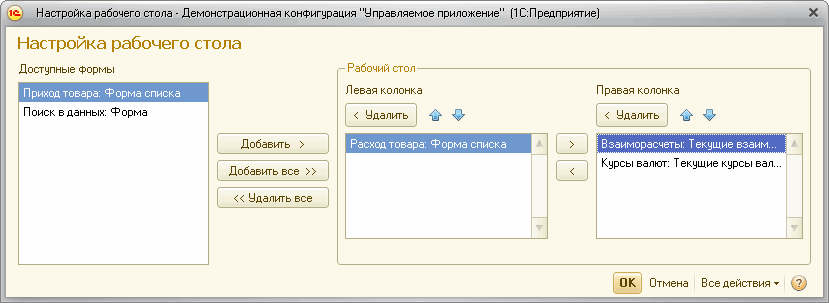 Настройка рабочего стола - Демонстрационная конфигурация "Управляемое приложение" (1С:Предприятие)
Настройка рабочего стола
Доступные формы
Приход товара: Форма списка
Поиск в данных: Форма
Добавить >
Добавить все >>
<< Удалить все
Рабочий стол
Левая колонка
< Удалить
Расход товара: Форма списка
>
<
Правая колонка
< Удалить
Взаиморасчеты: Текущие взаим...
Курсы валют: Текущие курсы вал...
OK Отмена Все действия ?